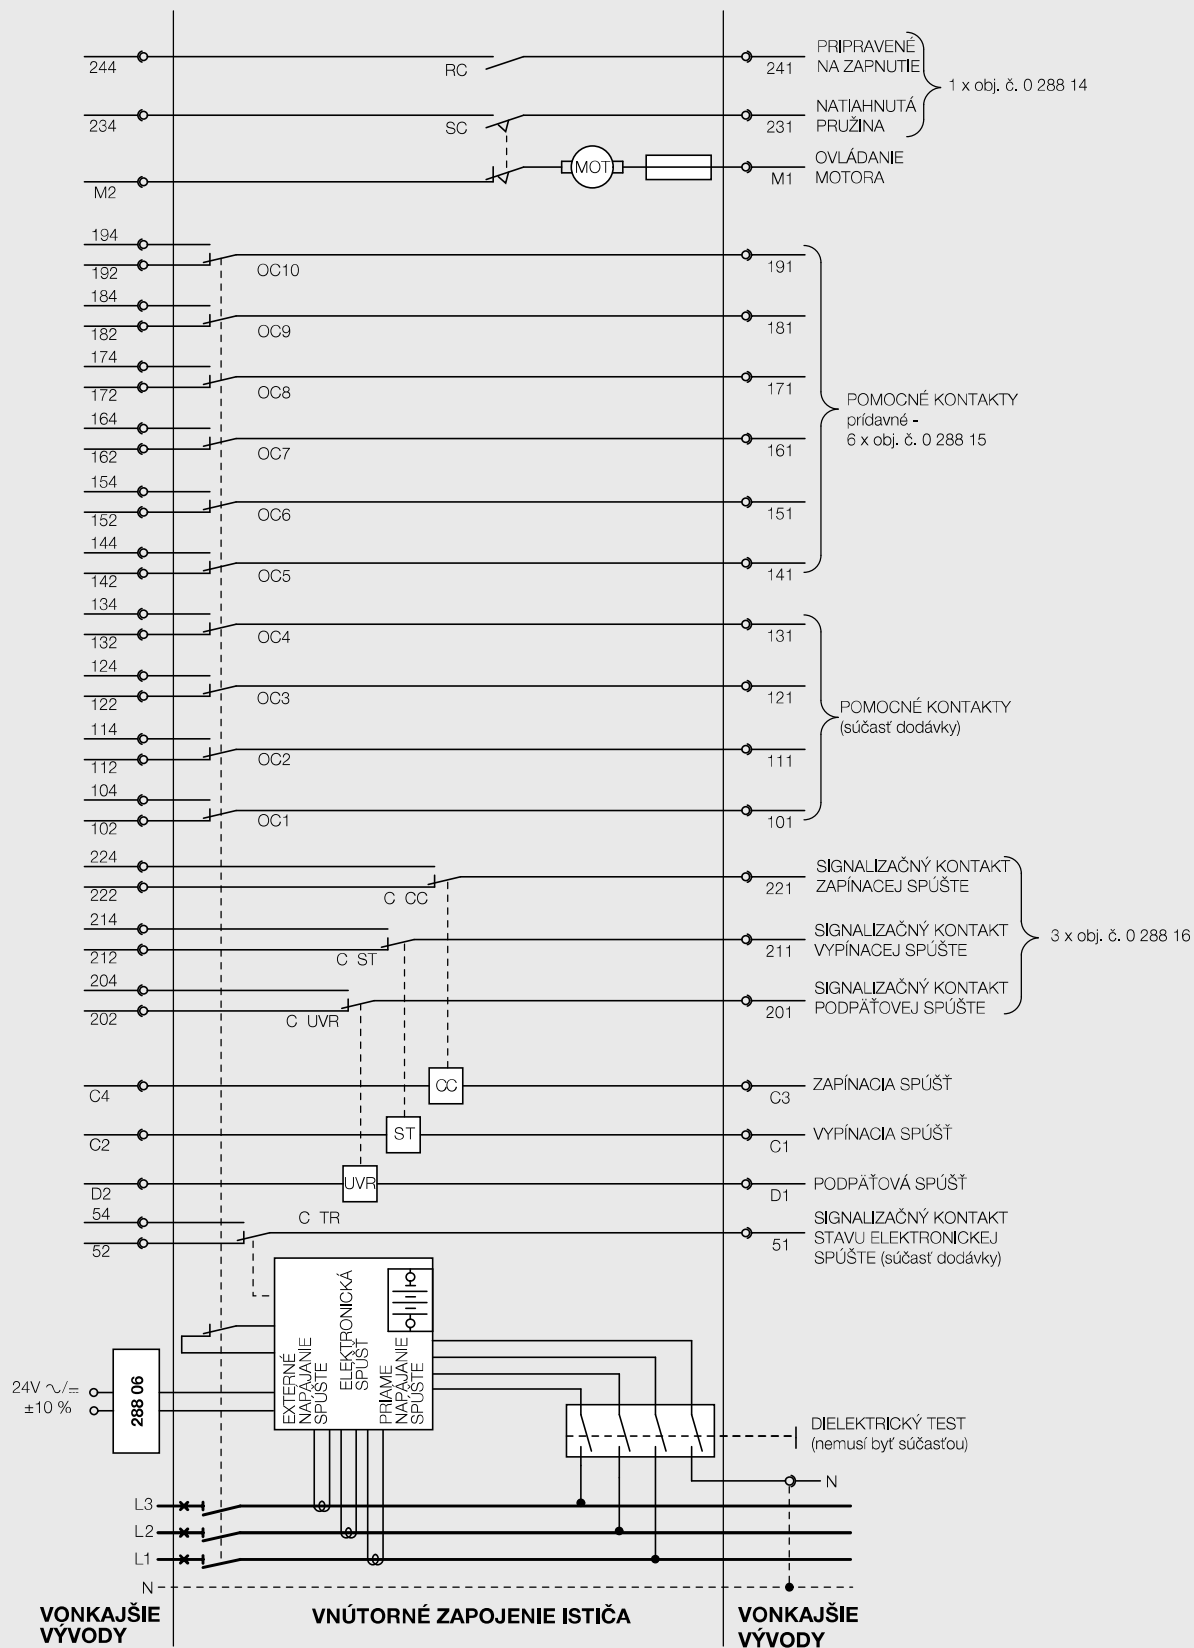 244
RC
241
PRIPRAVENÉ
NA ZAPNUTIE
1 x obj. č. 0 288 14
234
SC
231
NATIAHNUTÁ
PRUŽINA
M2
MOT
M1
OVLÁDANIE
MOTORA
194
192
OC10
191
184
182
OC9
181
174
172
OC8
171
POMOCNÉ KONTAKTY
prídavné -
6 x obj. č. 0 288 15
164
162
OC7
161
154
152
OC6
151
144
142
OC5
141
134
132
OC4
131
124
122
OC3
121
POMOCNÉ KONTAKTY
(súčasť dodávky)
114
112
OC2
111
104
102
OC1
101
224
222
C CC
221
SIGNALIZAČNÝ KONTAKT
ZAPÍNACEJ SPÚŠTE
214
212
C ST
211
SIGNALIZAČNÝ KONTAKT
VYPÍNACEJ SPÚŠTE
3 x obj. č. 0 288 16
204
202
C UVR
201
SIGNALIZAČNÝ KONTAKT
PODPÄŤOVEJ SPÚŠTE
C4
CC
C3
ZAPÍNACIA SPÚŠŤ
C2
ST
C1
VYPÍNACIA SPÚŠŤ
D2
UVR
D1
PODPÄŤOVÁ SPÚŠŤ
54
52
C TR
51
SIGNALIZAČNÝ KONTAKT
STAVU ELEKTRONICKEJ
SPÚŠTE (súčasť dodávky)
EXTERNÉ
NAPÁJANIE
SPÚŠTE
ELEKTRONICKÁ
SPÚŠŤ
PRIAME
NAPÁJANIE
SPÚŠTE
24V ~/⎓
±10 %
288 06
DIELEKTRICKÝ TEST
(nemusí byť súčasťou)
N
L3
L2
L1
N
VONKAJŠIE
VÝVODY
VNÚTORNÉ ZAPOJENIE ISTIČA
VONKAJŠIE
VÝVODY